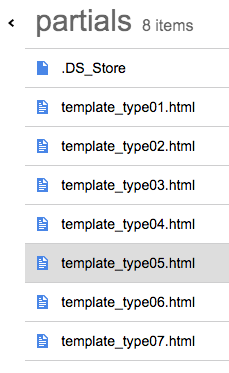 partials 8 items
.DS_Store
template_type01.html
template_type02.html
template_type03.html
template_type04.html
template_type05.html
template_type06.html
template_type07.html